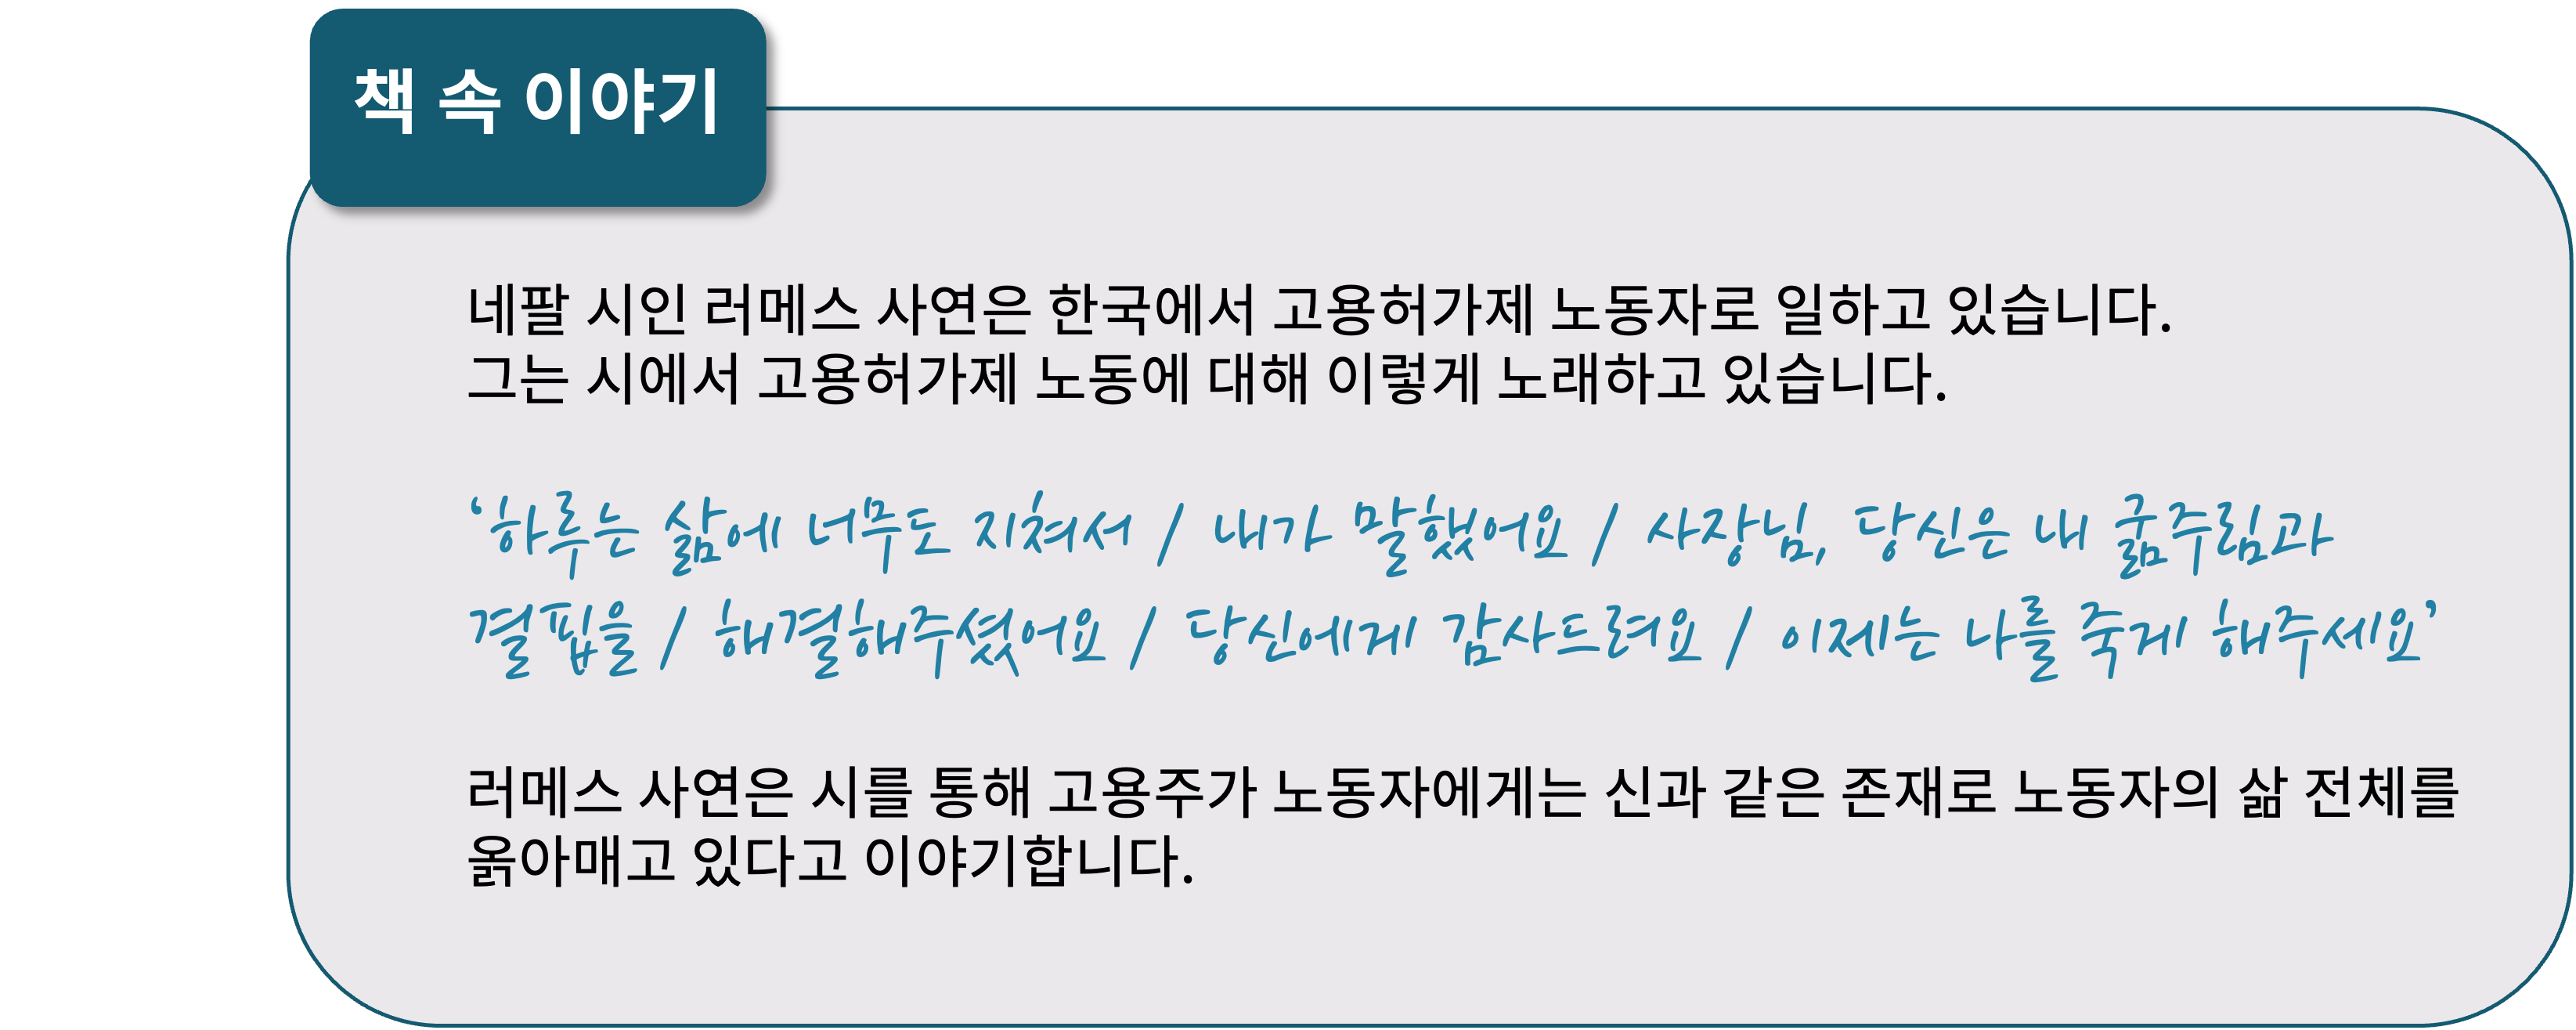 책 속 이야기
네팔 시인 러메스 사연은 한국에서 고용허가제 노동자로 일하고 있습니다.
그는 시에서 고용허가제 노동에 대해 이렇게 노래하고 있습니다.
‘하루는 삶에 너무도 지쳐서 / 내가 말했어요 / 사장님, 당신은 내 굶주림과
결핍을 / 해결해주셨어요 / 당신에게 감사드려요 / 이제는 나를 죽게 해주세요’
러메스 사연은 시를 통해 고용주가 노동자에게는 신과 같은 존재로 노동자의 삶 전체를
옭아매고 있다고 이야기합니다.